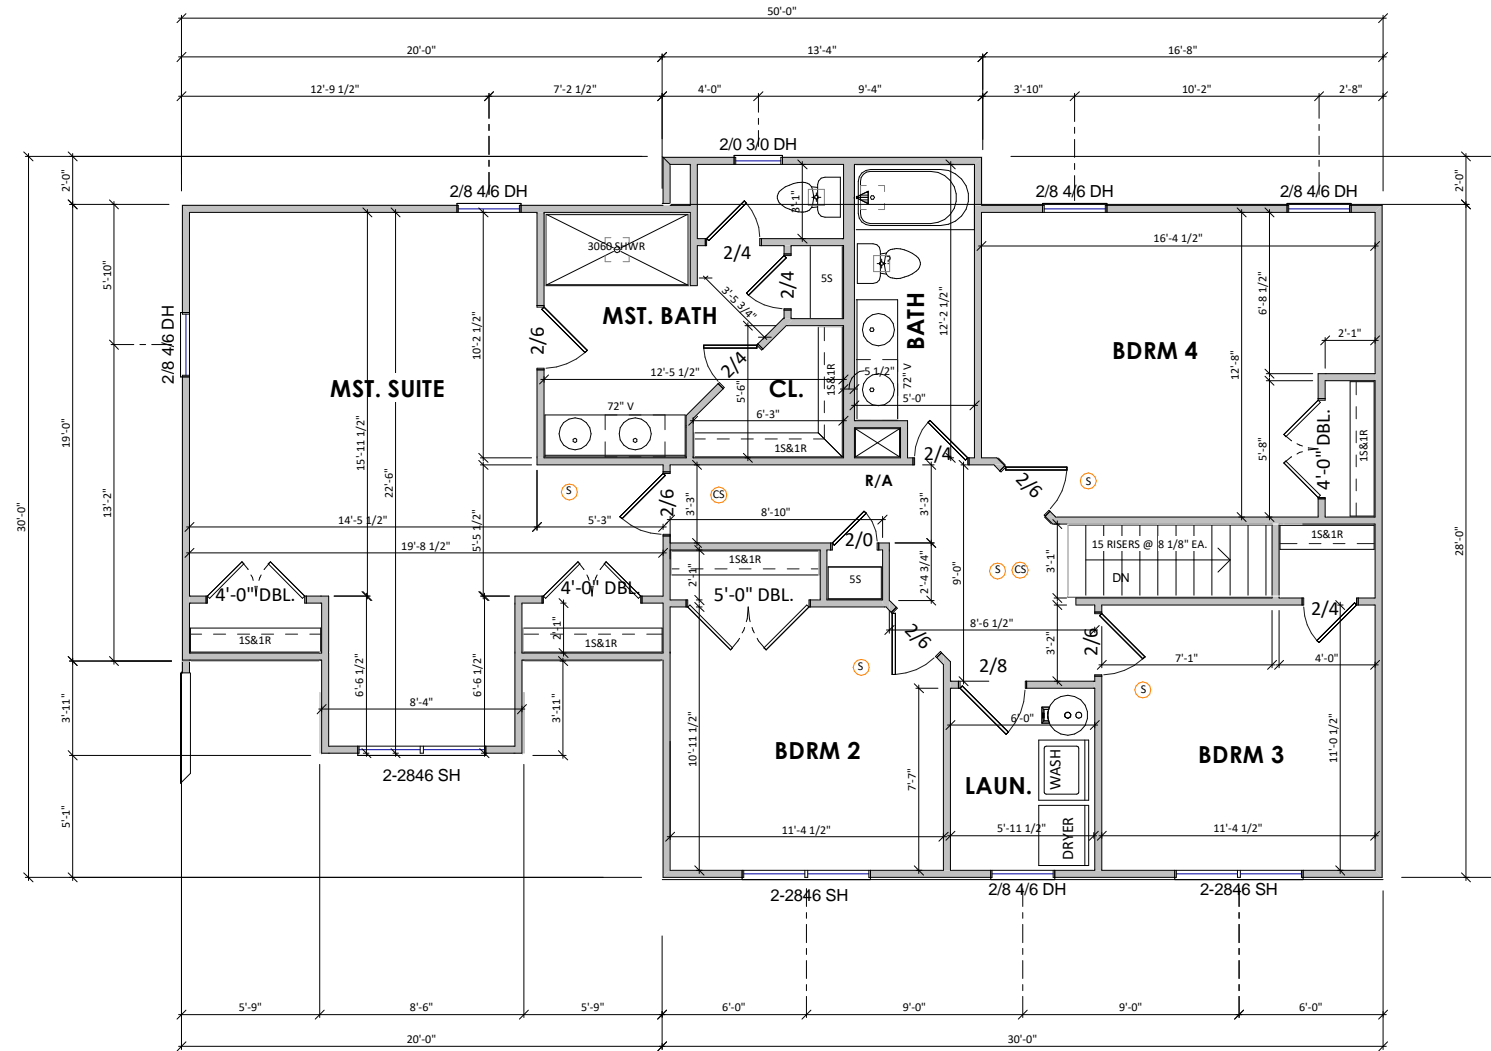 50'-0"
20'-0"
13'-4"
16'-8"
12'-9 1/2"
7'-2 1/2"
4'-0"
9'-4"
3'-10"
10'-2"
2'-8"
2/0 3/0 DH
2'-0"
2'-0"
2/8 4/6 DH
2/8 4/6 DH
2/8 4/6 DH
3'-1"
16'-4 1/2"
3060 SHWR
2/4
2/4
5S
5'-10"
6'-8 1/2"
3'-5 3/4"
12'-2 1/2"
MST. BATH
BATH
2/8 4/6 DH
2/6
10'-2 1/2"
2'-1"
BDRM 4
MST. SUITE
2/4
12'-5 1/2"
CL.
1S&1R
5 1/2"
72" V
12'-8"
5'-6"
5'-0"
72" V
6'-3"
1S&1R
15'-11 1/2"
19'-0"
4'-0" DBL.
1S&1R
5'-8"
2/4
R/A
22'-6"
S
2/6
CS
3'-3"
3'-3"
2/6
S
13'-2"
30'-0"
14'-5 1/2"
5'-3"
8'-10"
19'-8 1/2"
5'-5 1/2"
2/0
15 RISERS @ 8 1/8" EA.
1S&1R
28'-0"
1S&1R
2'-1"
5S
2'-4 3/4"
9'-0"
S
CS
3'-1"
DN
4'-0" DBL.
4'-0" DBL.
5'-0" DBL.
2/4
1S&1R
2'-1"
1S&1R
8'-6 1/2"
2/6
3'-2"
2/6
S
2/8
7'-1"
4'-0"
S
6'-6 1/2"
6'-6 1/2"
8'-4"
3'-11"
3'-11"
6'-0"
10'-11 1/2"
11'-0 1/2"
BDRM 2
BDRM 3
2-2846 SH
7'-7"
LAUN.
WASH
5'-1"
11'-4 1/2"
5'-11 1/2"
DRYER
11'-4 1/2"
2-2846 SH
2/8 4/6 DH
2-2846 SH
5'-9"
8'-6"
5'-9"
6'-0"
9'-0"
9'-0"
6'-0"
20'-0"
30'-0"